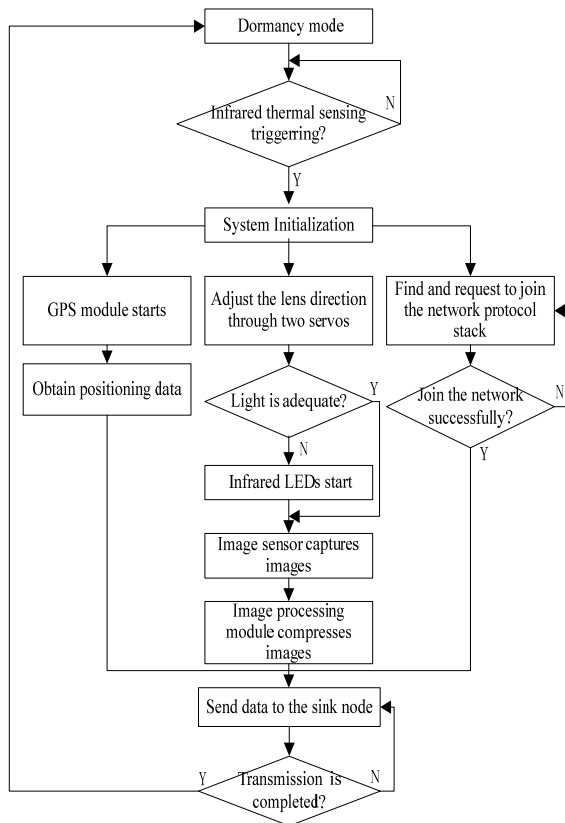 Dormancy mode
Infrared thermal sensing
triggerring?
N
Y
System Initialization
GPS module starts
Adjust the lens direction
through two servos
Find and request to join
the network protocol
stack
Obtain positioning data
Light is adequate?
Y
N
Join the network
successfully?
N
Y
Infrared LEDs start
Image sensor captures
images
Image processing
module compresses
images
Send data to the sink node
Y
Transmission is
completed?
N